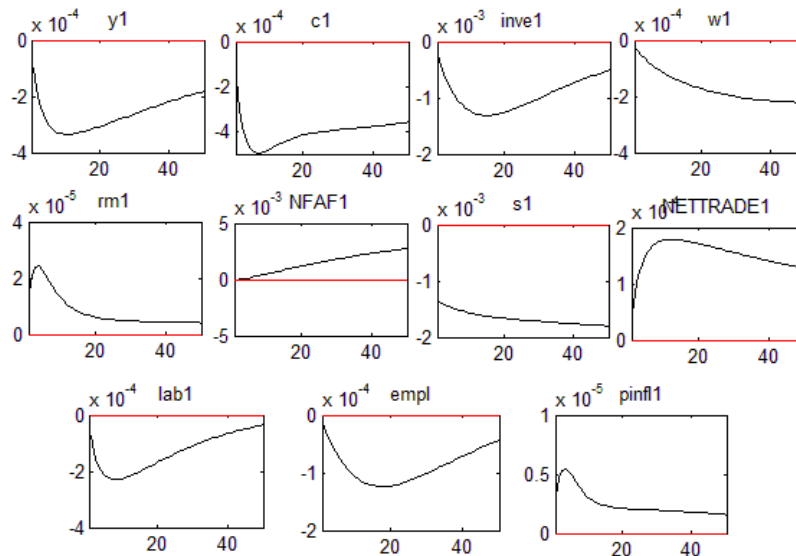 x 10⁻⁴ y1 x 10⁻⁴ c1 x 10⁻³ inve1 x 10⁻⁴ w1
0 0 0 0
-2 -2 -1 -2
-4 -4 -2 -4
20 40 20 40 20 40 20 40
x 10⁻⁵ rm1 x 10⁻³ NFAF1 x 10⁻³ s1 NETTRADE1
4 5 0 2
2 0 -1 1
0 -5 -2 0
20 40 20 40 20 40 20 40
x 10⁻⁴ lab1 x 10⁻⁴ empl x 10⁻⁵ pinfl1
0 0 1
-2 -1 0.5
-4 -2 0
20 40 20 40 20 40